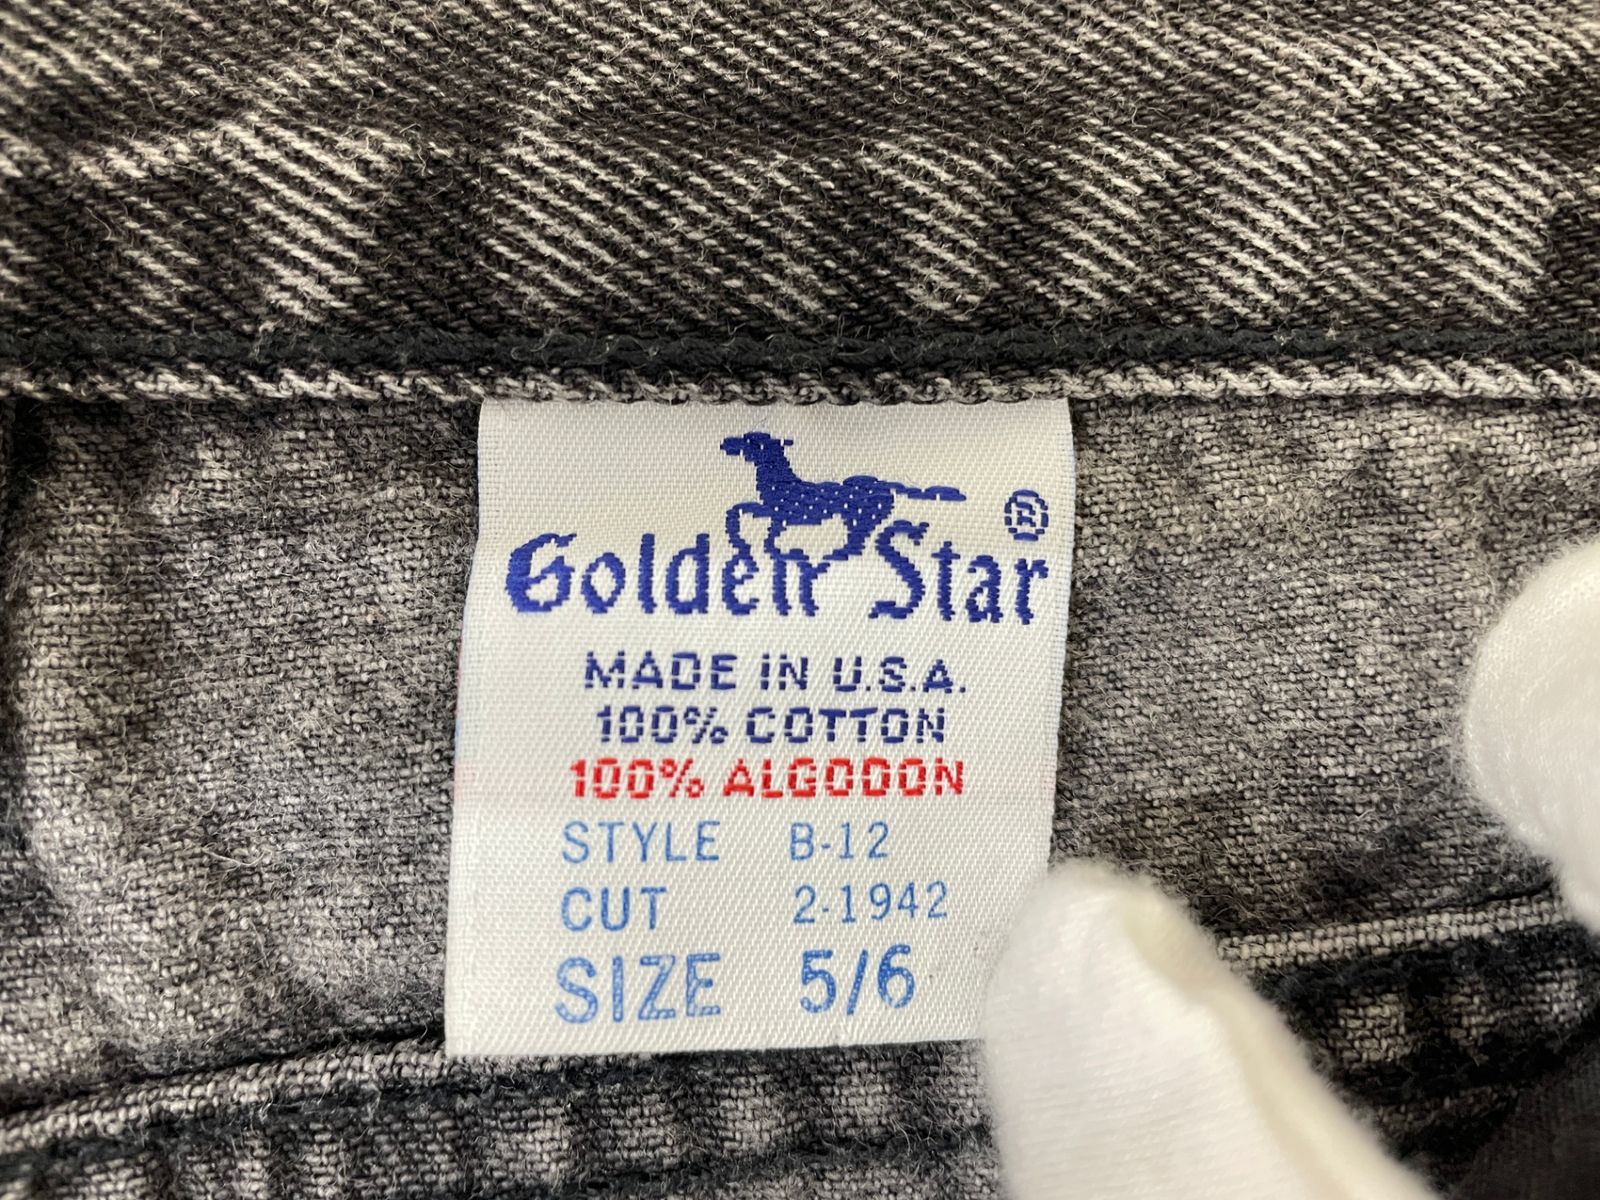 Golden Star ®
MADE IN U.S.A.
100% COTTON
100% ALGODON
STYLE B-12
CUT 2-1942
SIZE 5/6